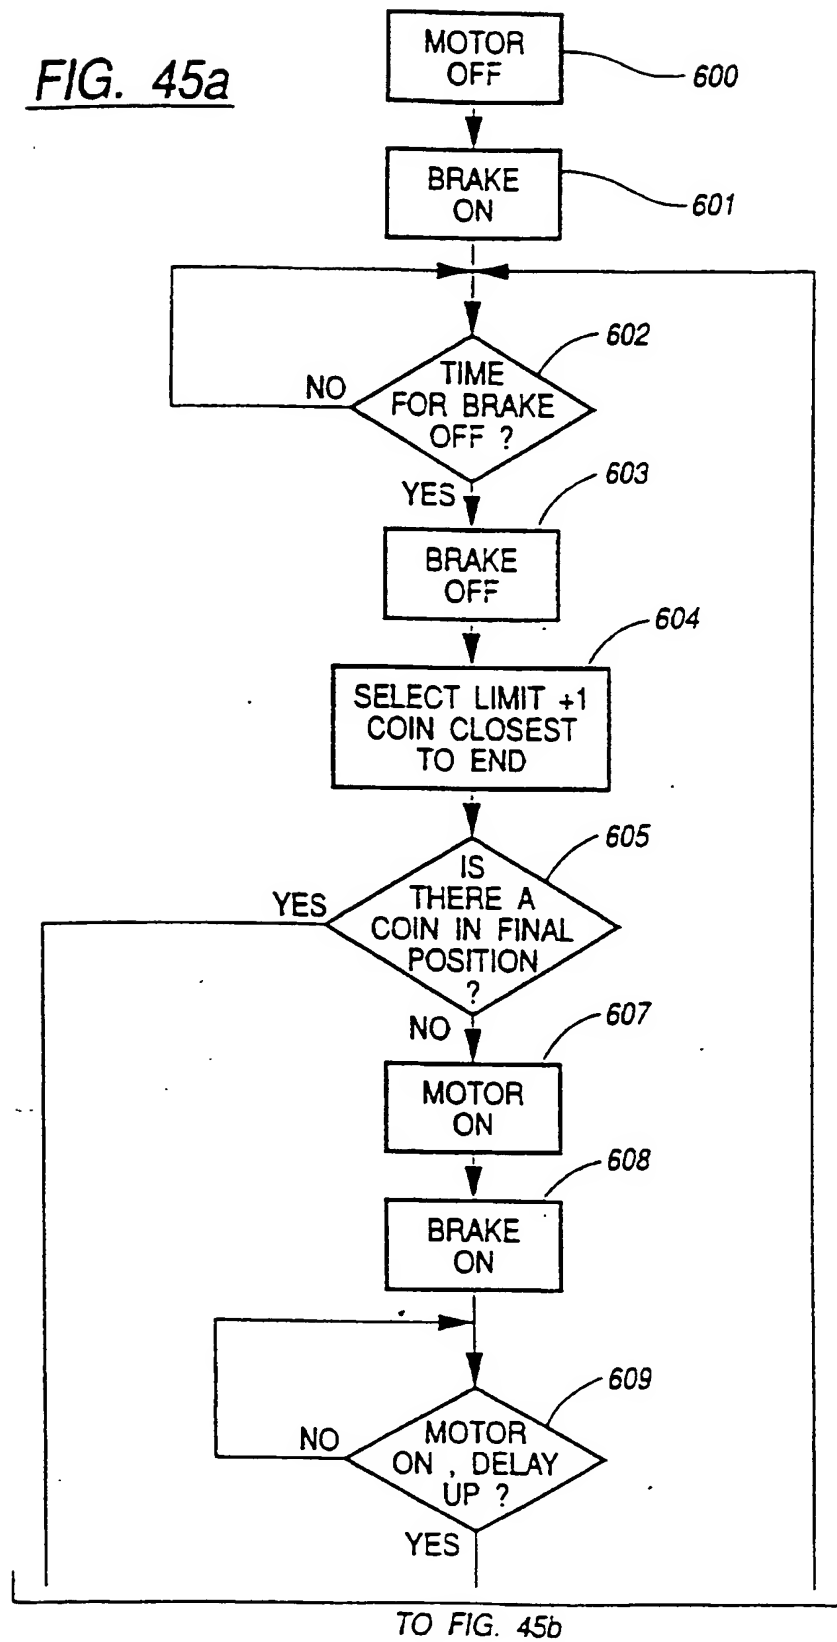 FIG. 45a
MOTOR
OFF
600
BRAKE
ON
601
602
TIME
FOR BRAKE
OFF ?
NO
YES
603
BRAKE
OFF
604
SELECT LIMIT +1
COIN CLOSEST
TO END
605
IS
THERE A
COIN IN FINAL
POSITION
?
YES
NO
607
MOTOR
ON
608
BRAKE
ON
609
MOTOR
ON , DELAY
UP ?
NO
YES
TO FIG. 45b